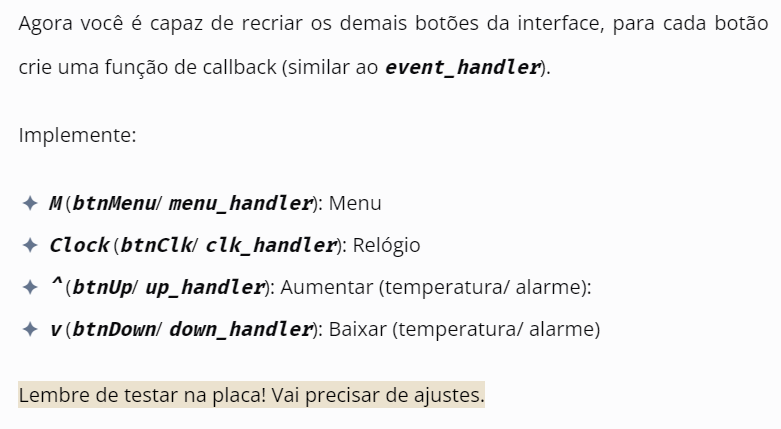 Agora você é capaz de recriar os demais botões da interface, para cada botão
crie uma função de callback (similar ao event_handler).
Implemente:
M (btnMenu/ menu_handler): Menu
Clock (btnClk/ clk_handler): Relógio
^ (btnUp/ up_handler): Aumentar (temperatura/ alarme):
v (btnDown/ down_handler): Baixar (temperatura/ alarme)
Lembre de testar na placa! Vai precisar de ajustes.